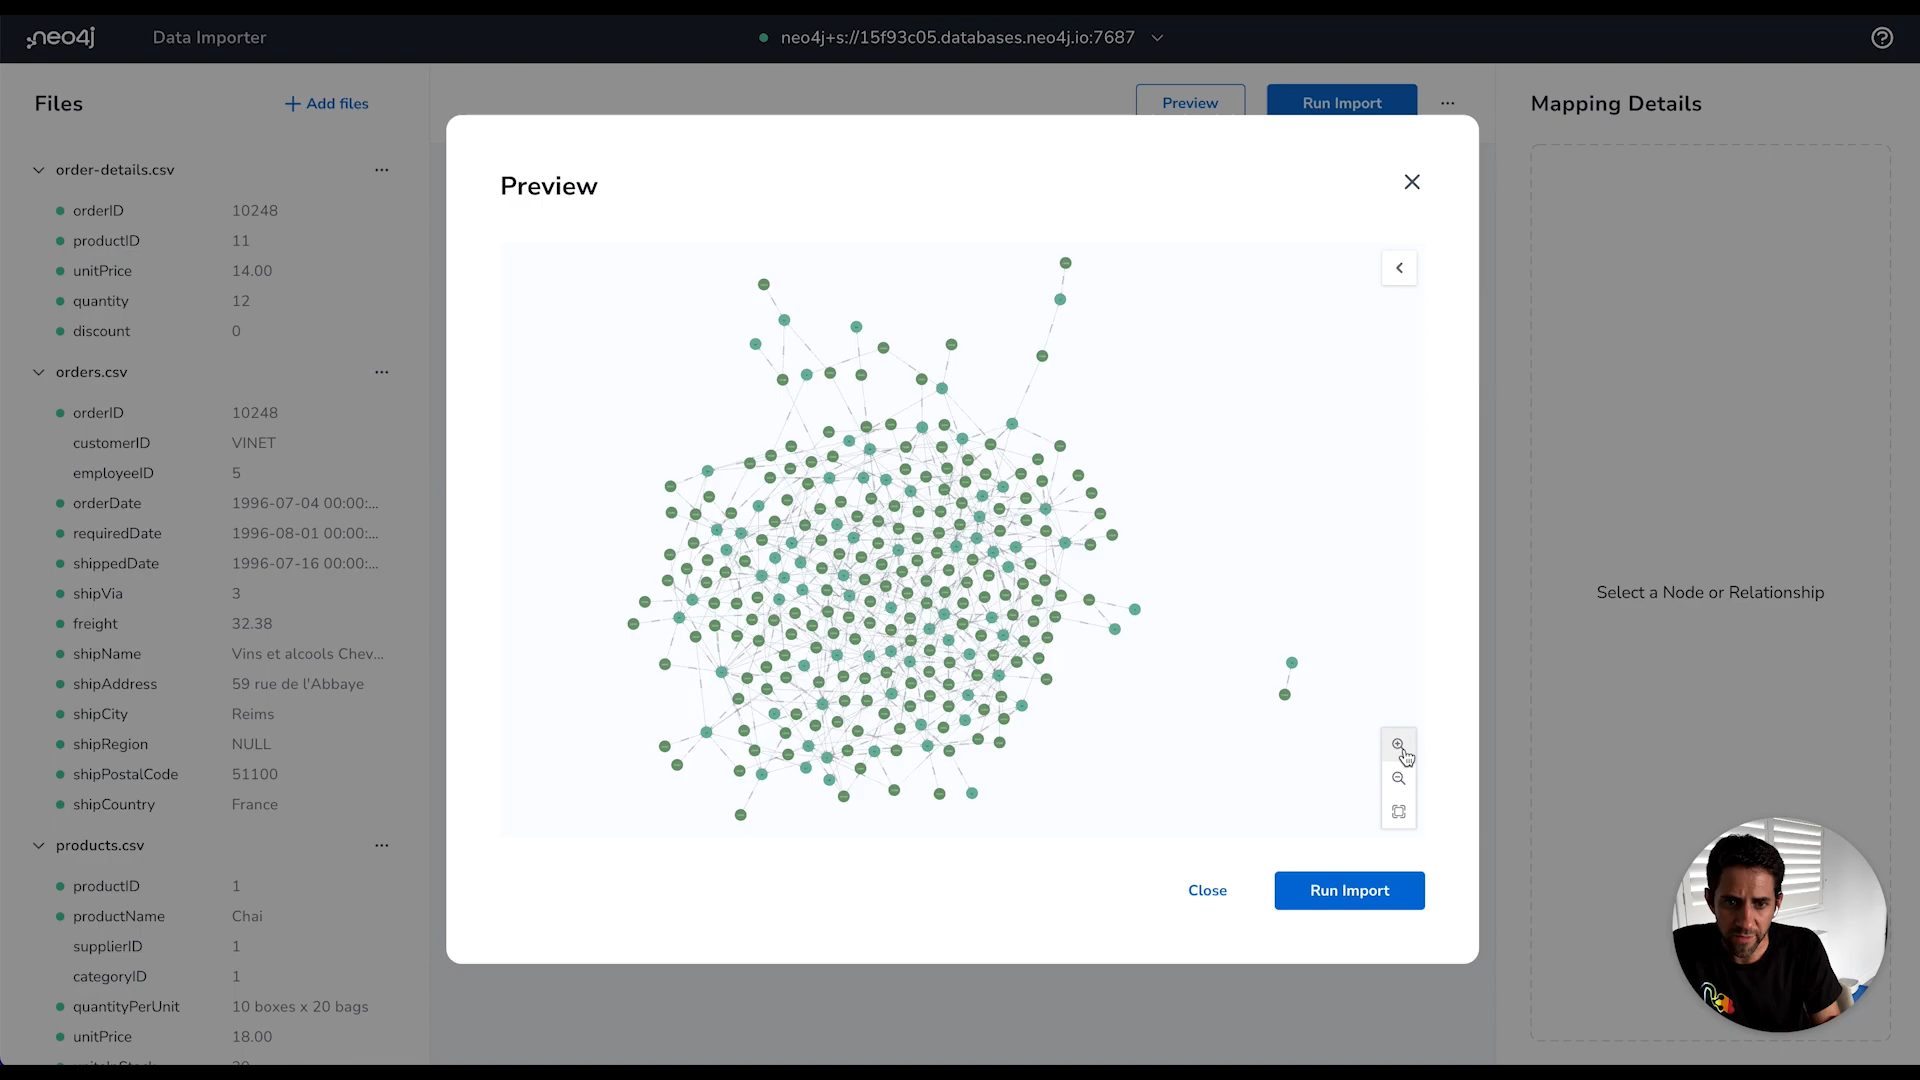 neo4j Data Importer neo4j+s://15f93c05.databases.neo4j.io:7687
Files Add files Preview Run Import ... Mapping Details
order-details.csv ...
orderID 10248
productID 11
unitPrice 14.00
quantity 12
discount 0
orders.csv ...
orderID 10248
customerID VINET
employeeID 5
orderDate 1996-07-04 00:00:...
requiredDate 1996-08-01 00:00:...
shippedDate 1996-07-16 00:00:...
shipVia 3
freight 32.38
shipName Vins et alcools Chev...
shipAddress 59 rue de l'Abbaye
shipCity Reims
shipRegion NULL
shipPostalCode 51100
shipCountry France
products.csv ...
productID 1
productName Chai
supplierID 1
categoryID 1
quantityPerUnit 10 boxes x 20 bags
unitPrice 18.00
Preview
Close Run Import
Select a Node or Relationship